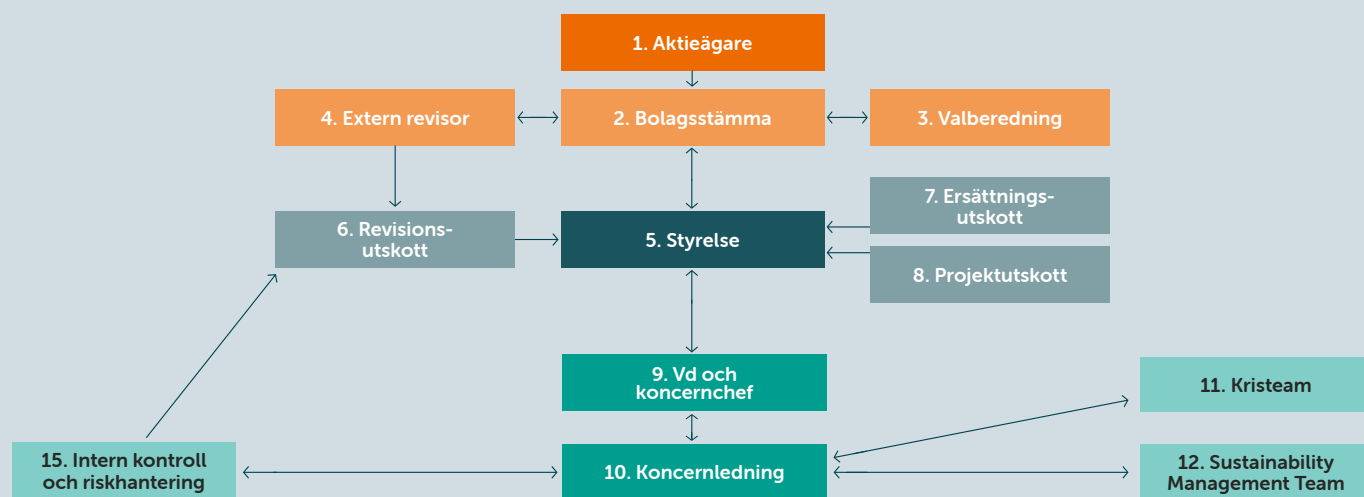 1. Aktieägare
4. Extern revisor
2. Bolagsstämma
3. Valberedning
6. Revisions-
utskott
5. Styrelse
7. Ersättnings-
utskott
8. Projektutskott
9. Vd och
koncernchef
11. Kristeam
15. Intern kontroll
och riskhantering
10. Koncernledning
12. Sustainability
Management Team